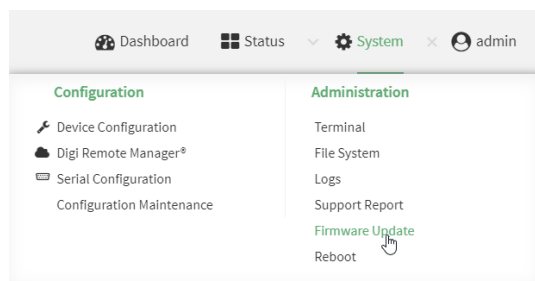 Dashboard Status System admin
Configuration
Device Configuration
Digi Remote Manager®
Serial Configuration
Configuration Maintenance
Administration
Terminal
File System
Logs
Support Report
Firmware Update
Reboot